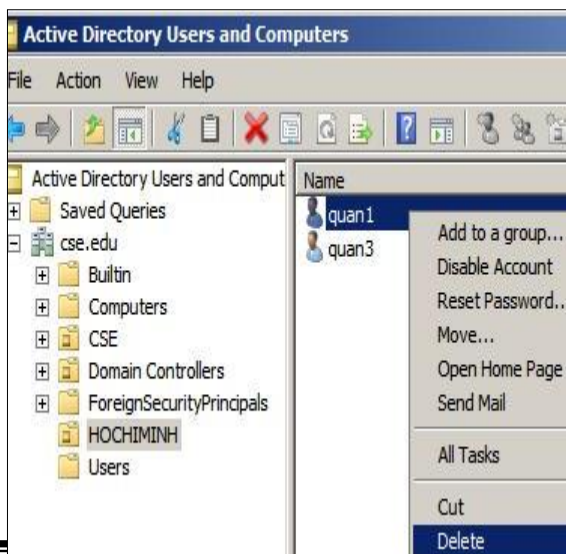 Active Directory Users and Computers
File Action View Help
Active Directory Users and Comput
Saved Queries
cse.edu
Builtin
Computers
CSE
Domain Controllers
ForeignSecurityPrincipals
HOCHIMINH
Users
Name
quan1
quan3
Add to a group...
Disable Account
Reset Password..
Move...
Open Home Page
Send Mail
All Tasks
Cut
Delete